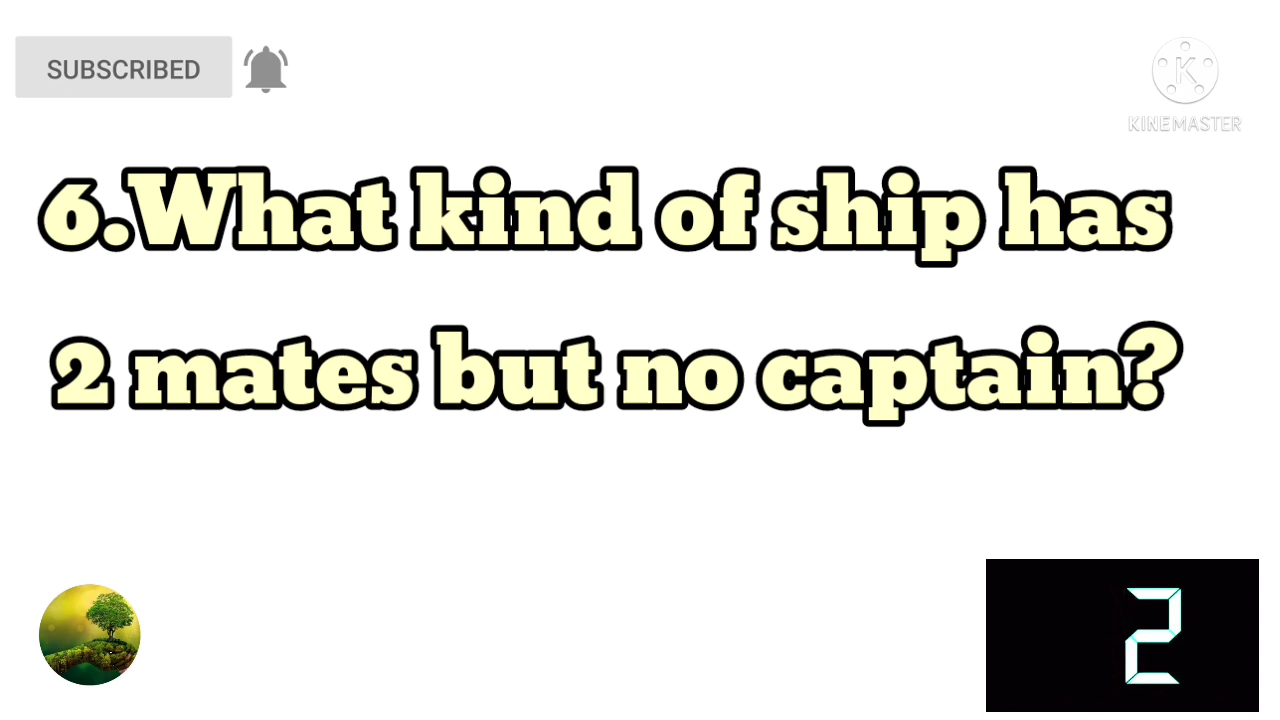 SUBSCRIBED
KINEMASTER
6.What kind of ship has
2 mates but no captain?
2